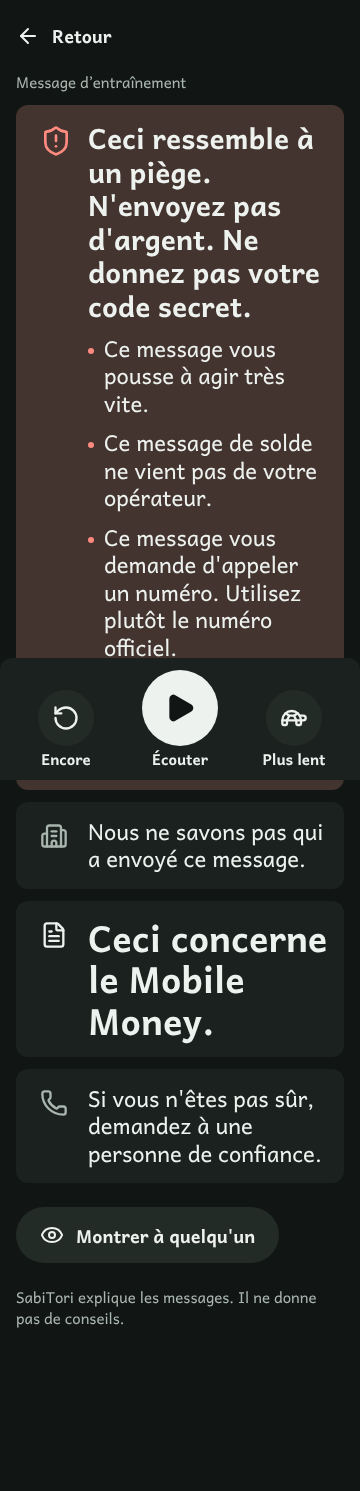 Retour
Message d’entraînement
Ceci ressemble à
un piège.
N'envoyez pas
d'argent. Ne
donnez pas votre
code secret.
Ce message vous
pousse à agir très
vite.
Ce message de solde
ne vient pas de votre
opérateur.
Ce message vous
demande d'appeler
un numéro. Utilisez
plutôt le numéro
officiel.
Encore
Écouter
Plus lent
Nous ne savons pas qui
a envoyé ce message.
Ceci concerne
le Mobile
Money.
Si vous n'êtes pas sûr,
demandez à une
personne de confiance.
Montrer à quelqu'un
SabiTori explique les messages. Il ne donne
pas de conseils.